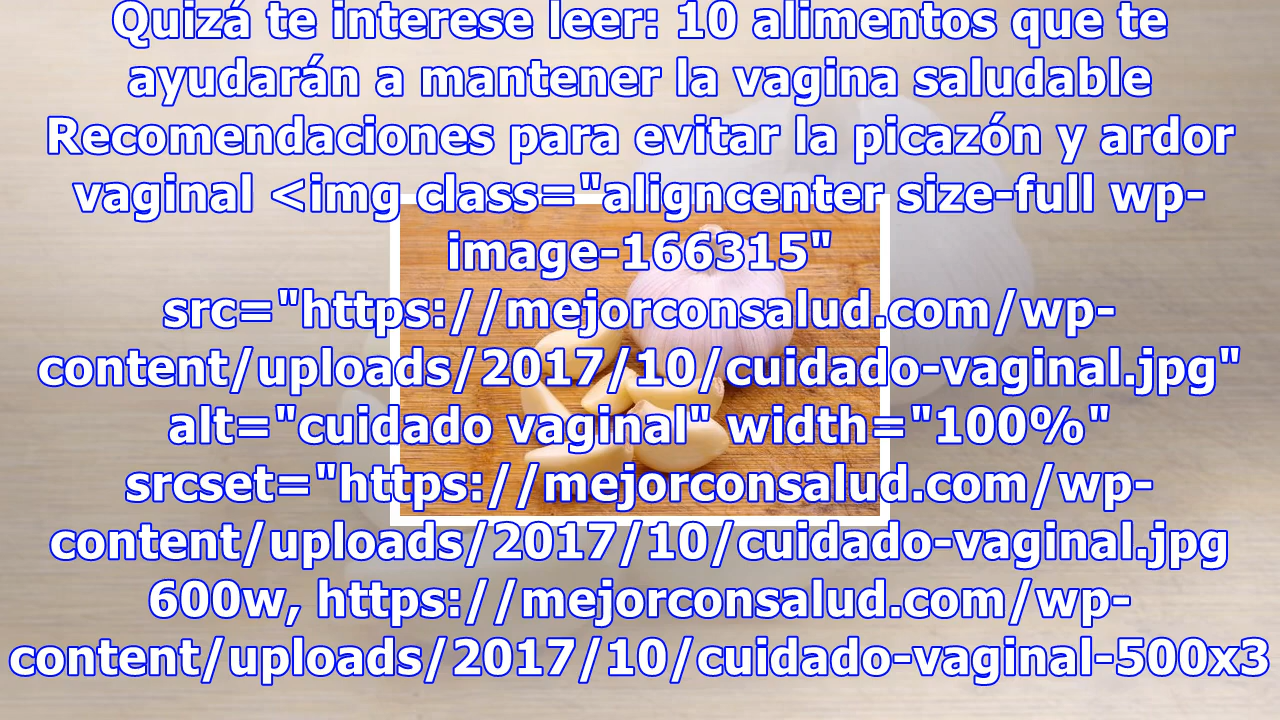 Quizá te interese leer: 10 alimentos que te
ayudarán a mantener la vagina saludable
Recomendaciones para evitar la picazón y ardor
vaginal <img class="aligncenter size-full wp-
image-166315"
src="https://mejorconsalud.com/wp-
content/uploads/2017/10/cuidado-vaginal.jpg"
alt="cuidado vaginal" width="100%"
srcset="https://mejorconsalud.com/wp-
content/uploads/2017/10/cuidado-vaginal.jpg
600w, https://mejorconsalud.com/wp-
content/uploads/2017/10/cuidado-vaginal-500x3